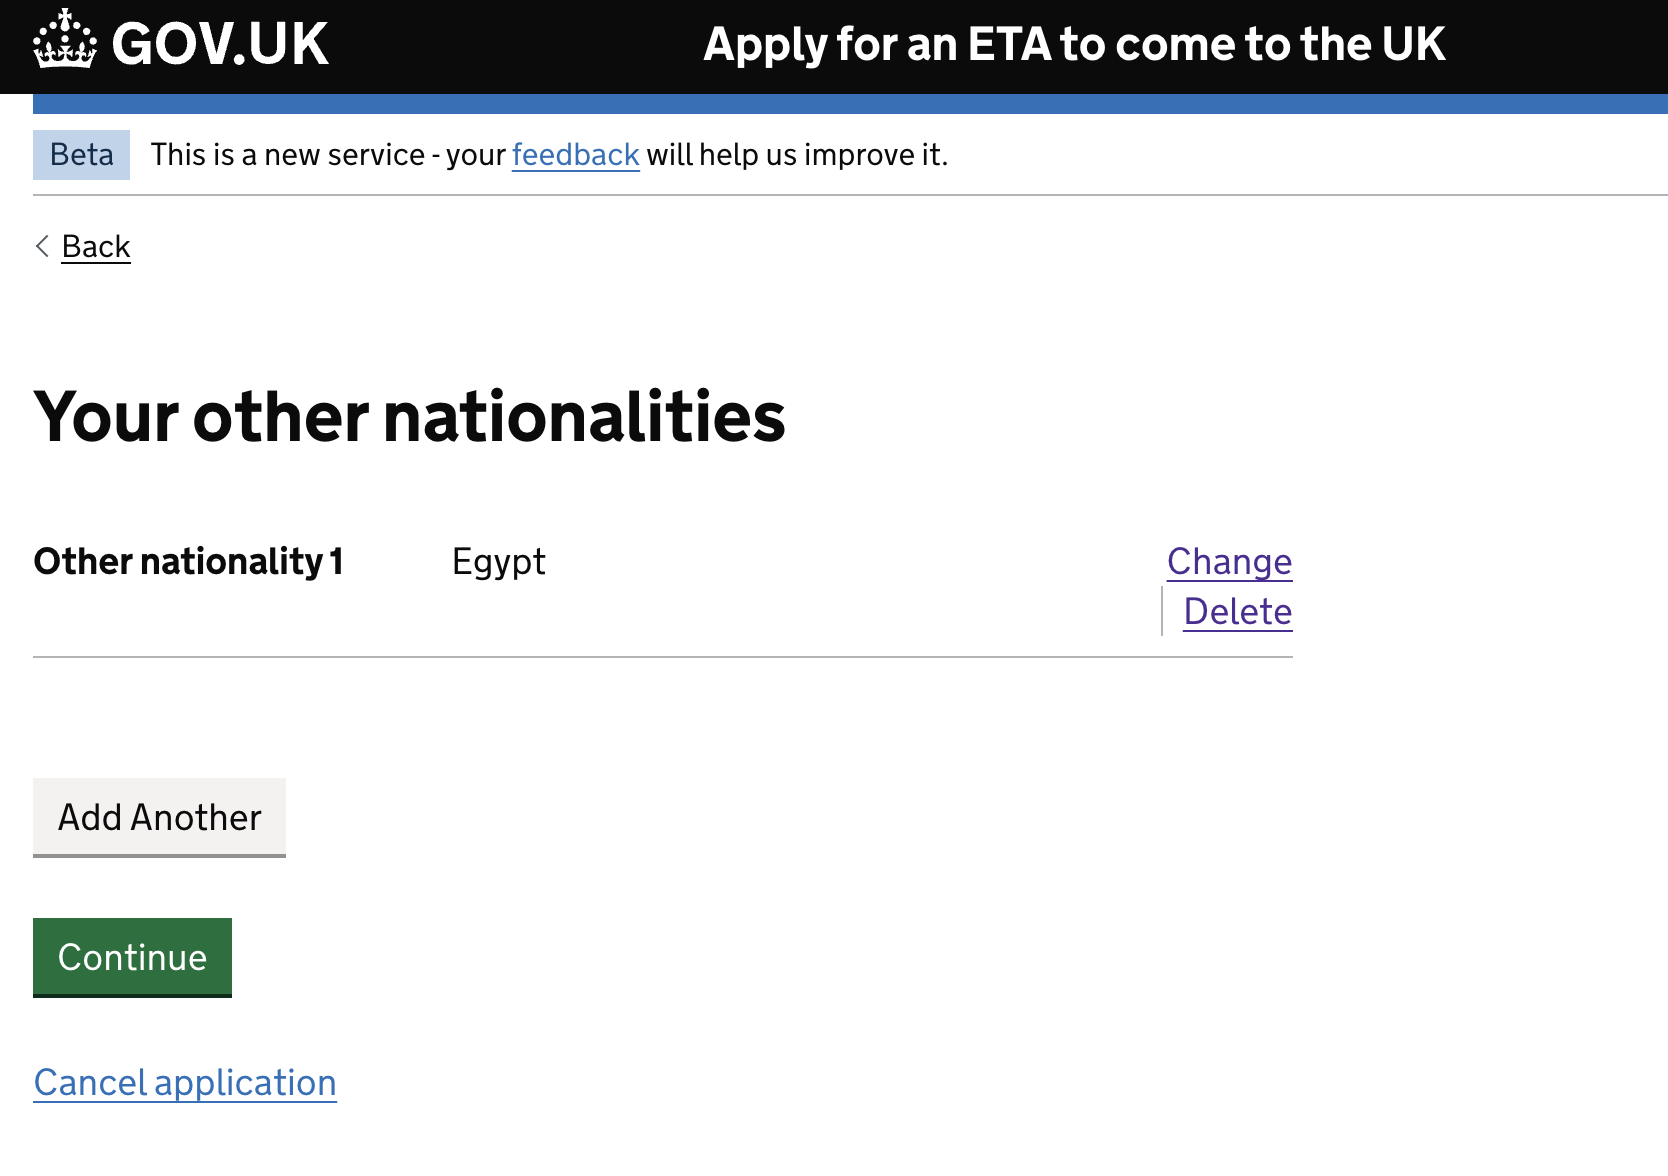 GOV.UK
Apply for an ETA to come to the UK
Beta This is a new service - your feedback will help us improve it.
Back
Your other nationalities
Other nationality 1 Egypt Change
Delete
Add Another
Continue
Cancel application